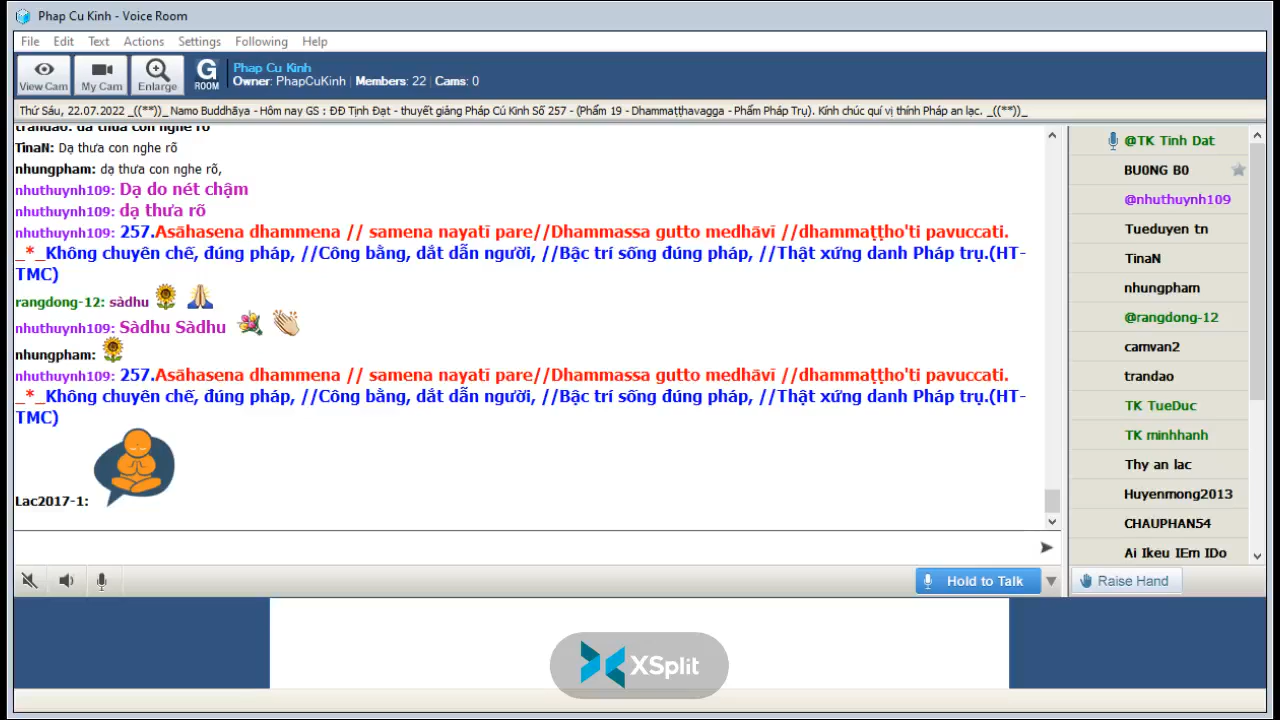 Phap Cu Kinh - Voice Room
File Edit Text Actions Settings Following Help
View Cam My Cam Enlarge G ROOM Phap Cu Kinh
Owner: PhapCuKinh Members: 22 Cams: 0
Thứ Sáu, 22.07.2022 _((**))_ Namo Buddhāya - Hôm nay GS : ĐĐ Tịnh Đạt - thuyết giảng Pháp Cú Kinh Số 257 - (Phẩm 19 - Dhammaṭṭhavagga - Phẩm Pháp Trụ). Kính chúc quí vị thính Pháp an lạc. _((**))_
trandao: dạ thưa con nghe rõ
TinaN: Dạ thưa con nghe rõ
nhungpham: dạ thưa con nghe rõ,
nhuthuynh109: Dạ do nét chậm
nhuthuynh109: dạ thưa rõ
nhuthuynh109: 257.Asāhasena dhammena // samena nayatī pare//Dhammassa gutto medhāvī //dhammaṭṭho'ti pavuccati.
_*_Không chuyên chế, đúng pháp, //Công bằng, dắt dẫn người, //Bậc trí sống đúng pháp, //Thật xứng danh Pháp trụ.(HT-
TMC)
rangdong-12: sàdhu
nhuthuynh109: Sàdhu Sàdhu
nhungpham:
nhuthuynh109: 257.Asāhasena dhammena // samena nayatī pare//Dhammassa gutto medhāvī //dhammaṭṭho'ti pavuccati.
_*_Không chuyên chế, đúng pháp, //Công bằng, dắt dẫn người, //Bậc trí sống đúng pháp, //Thật xứng danh Pháp trụ.(HT-
TMC)
Lac2017-1:
@TK Tinh Dat
BU0NG B0
@nhuthuynh109
Tueduyen tn
TinaN
nhungpham
@rangdong-12
camvan2
trandao
TK TueDuc
TK minhhanh
Thy an lac
Huyenmong2013
CHAUPHAN54
Ai Ikeu IEm IDo
Hold to Talk
Raise Hand
XSplit